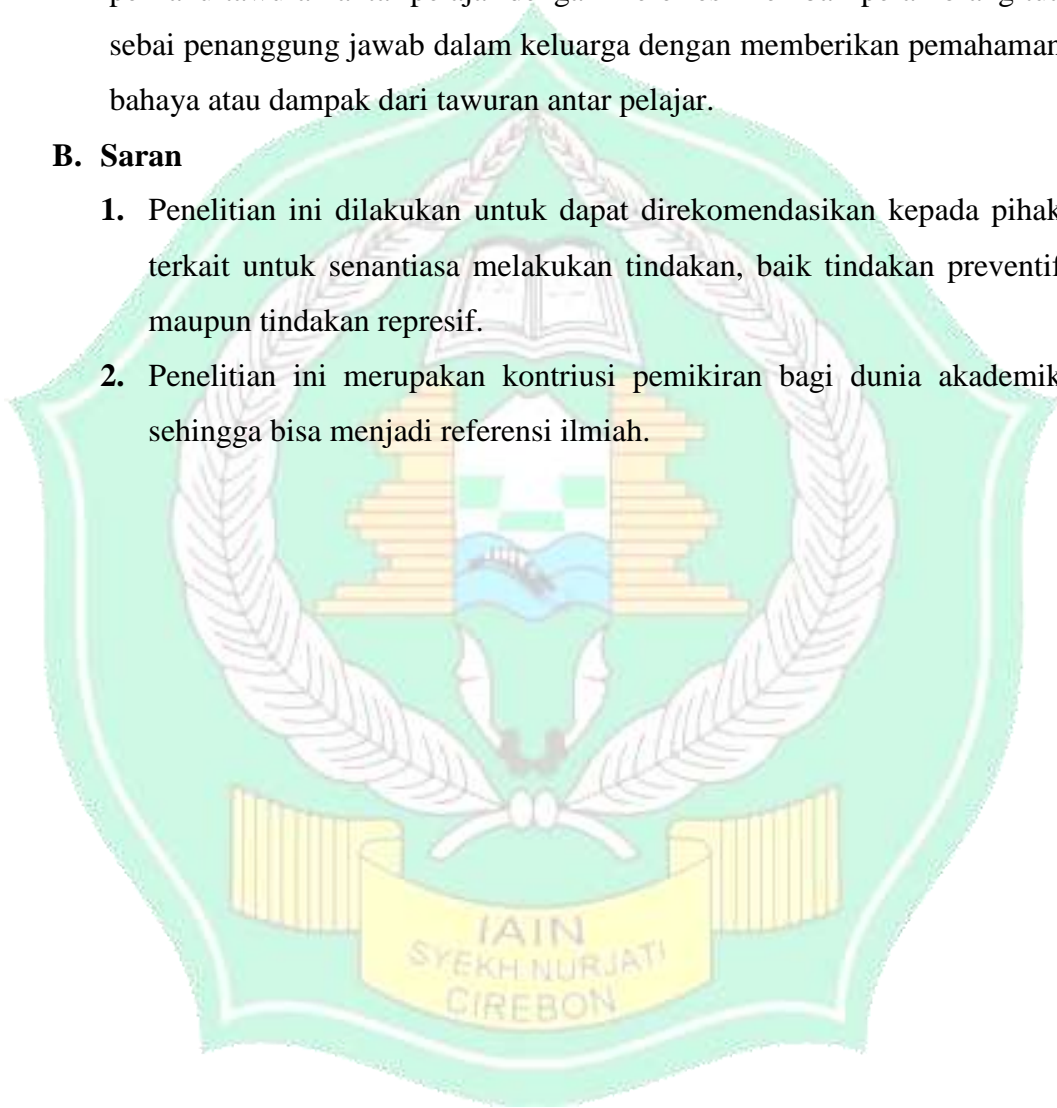 sebai penanggung jawab dalam keluarga dengan memberikan pemahaman
bahaya atau dampak dari tawuran antar pelajar.
B. Saran
1. Penelitian ini dilakukan untuk dapat direkomendasikan kepada pihak
terkait untuk senantiasa melakukan tindakan, baik tindakan preventif
maupun tindakan represif.
2. Penelitian ini merupakan kontriusi pemikiran bagi dunia akademik
sehingga bisa menjadi referensi ilmiah.
IAIN
SYEKH NURJATI
CIREBON